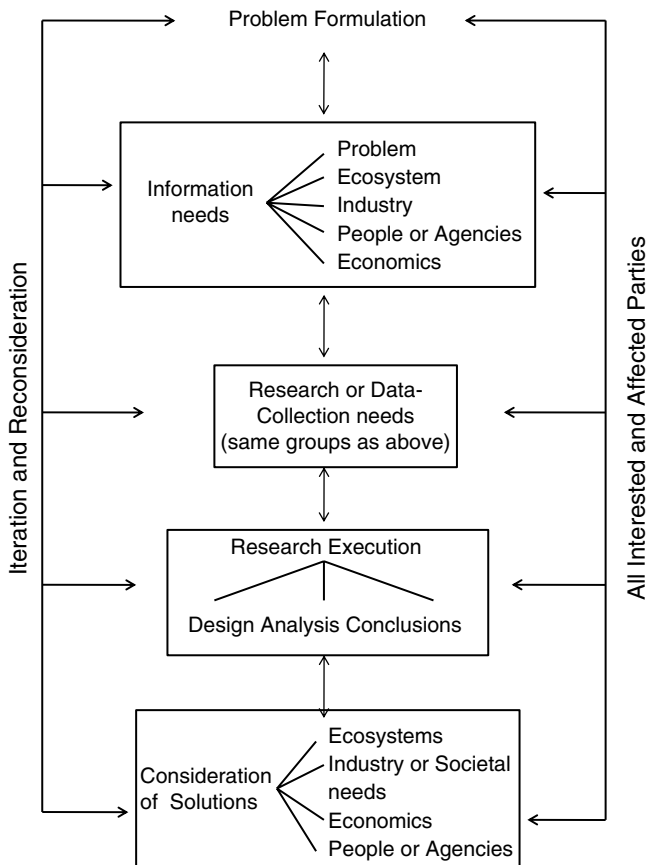 Problem Formulation
Information
needs
Problem
Ecosystem
Industry
People or Agencies
Economics
Research or Data-
Collection needs
(same groups as above)
Research Execution
Design Analysis Conclusions
Consideration
of Solutions
Ecosystems
Industry or Societal
needs
Economics
People or Agencies
Iteration and Reconsideration
All Interested and Affected Parties